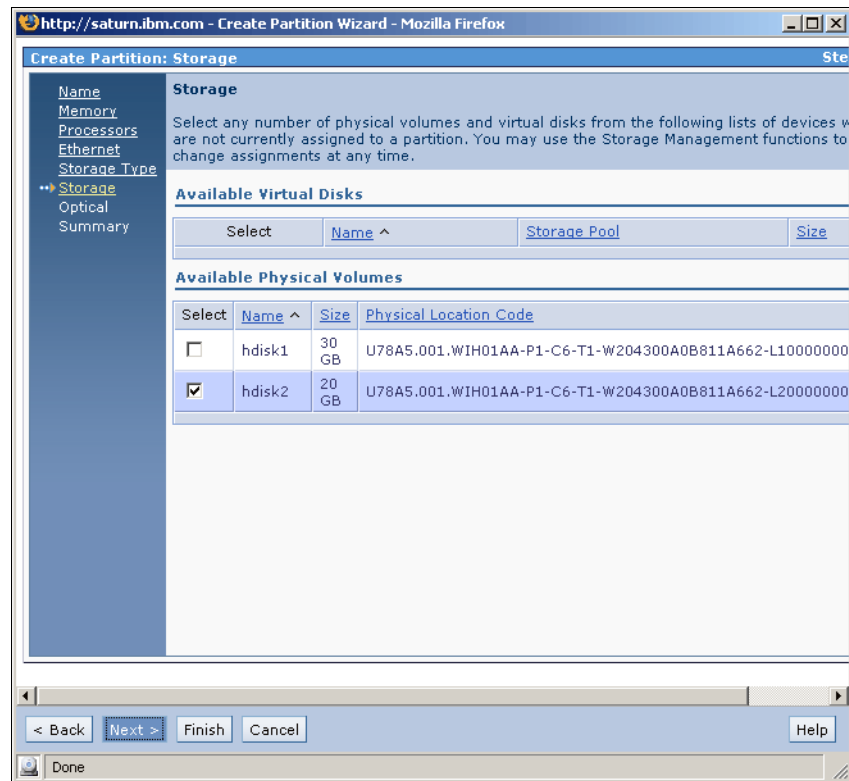 http://saturn.ibm.com - Create Partition Wizard - Mozilla Firefox
Create Partition: Storage Ste
Name
Memory
Processors
Ethernet
Storage Type
Storage
Optical
Summary
Storage
Select any number of physical volumes and virtual disks from the following lists of devices w
are not currently assigned to a partition. You may use the Storage Management functions to
change assignments at any time.
Available Virtual Disks
Select Name ^ Storage Pool Size
Available Physical Volumes
Select Name ^ Size Physical Location Code
hdisk1 30 GB U78A5.001.WIH01AA-P1-C6-T1-W204300A0B811A662-L10000000
hdisk2 20 GB U78A5.001.WIH01AA-P1-C6-T1-W204300A0B811A662-L20000000
< Back Next > Finish Cancel Help
Done